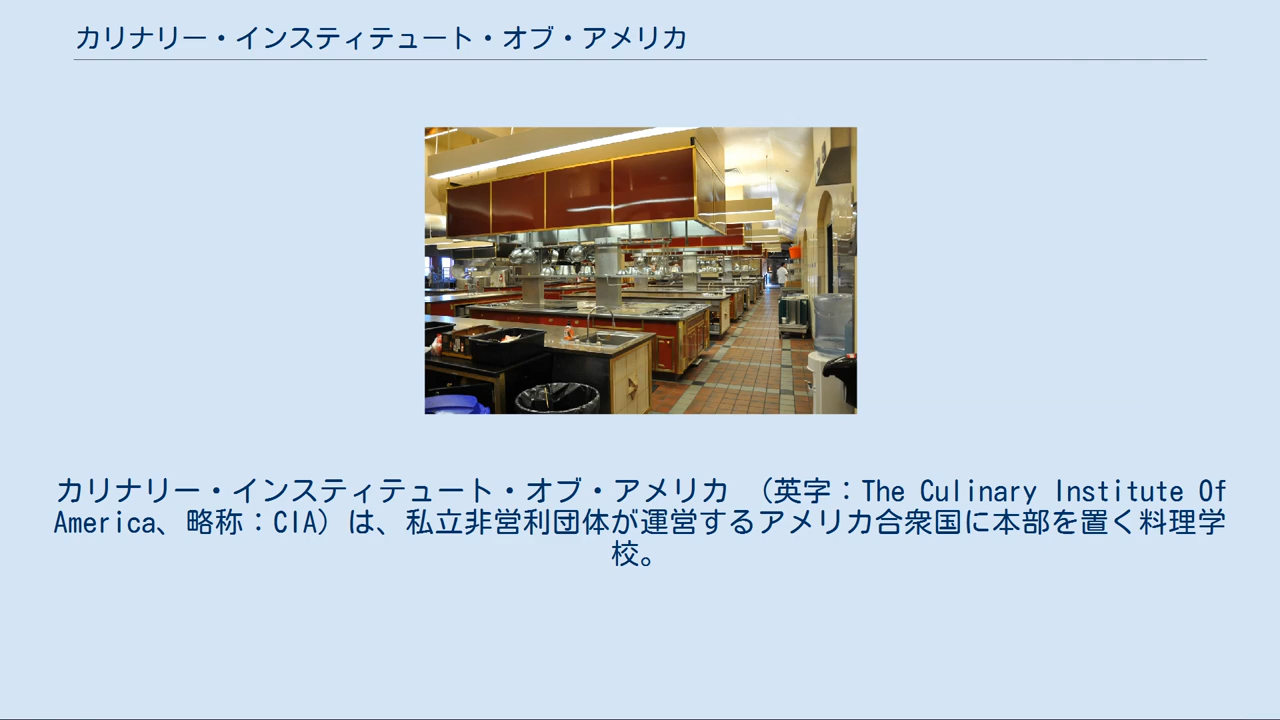 カリナリー・インスティテュート・オブ・アメリカ
カリナリー・インスティテュート・オブ・アメリカ （英字：The Culinary Institute Of
America、略称：CIA）は、私立非営利団体が運営するアメリカ合衆国に本部を置く料理学
校。